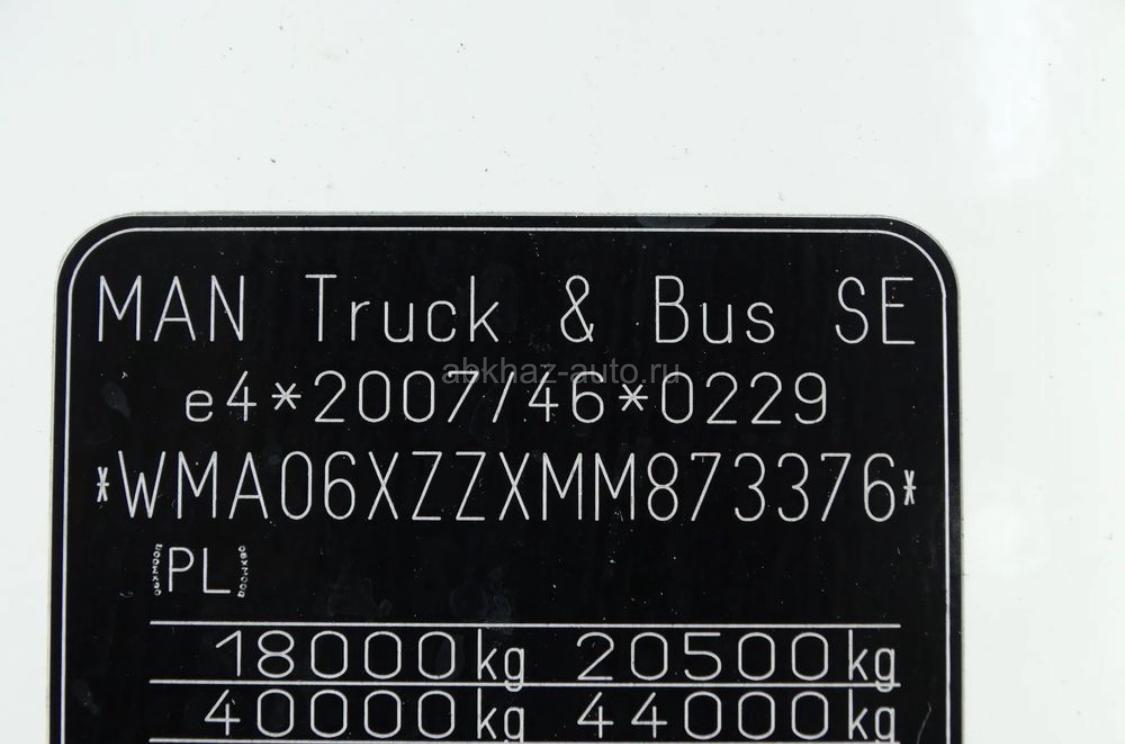 MAN Truck & Bus SE
abkhaz-auto.ru
e4*2007/46*0229
*WMA06XZZXMM873376*
PL
18000kg 20500kg
40000kg 44000kg